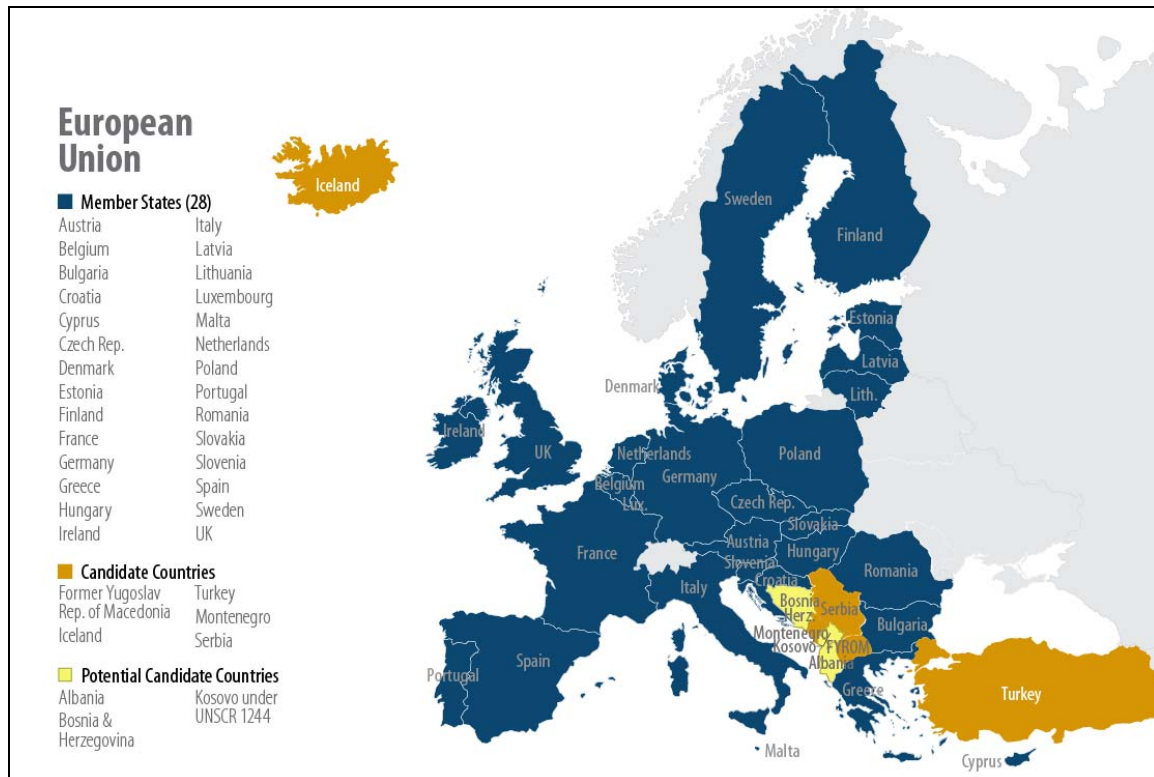 European
Union
Member States (28)
Austria
Belgium
Bulgaria
Croatia
Cyprus
Czech Rep.
Denmark
Estonia
Finland
France
Germany
Greece
Hungary
Ireland
Italy
Latvia
Lithuania
Luxembourg
Malta
Netherlands
Poland
Portugal
Romania
Slovakia
Slovenia
Spain
Sweden
UK
Candidate Countries
Former Yugoslav
Rep. of Macedonia
Iceland
Turkey
Montenegro
Serbia
Potential Candidate Countries
Albania
Bosnia &
Herzegovina
Kosovo under
UNSCR 1244
Iceland
Sweden
Finland
Estonia
Latvia
Lith.
Denmark
Ireland
UK
Netherlands
Belgium
Lux.
Germany
Poland
Czech Rep.
Slovakia
Austria
Hungary
Slovenia
France
Italy
Croatia
Romania
Bosnia
Herz.
Serbia
Montenegro
Kosovo
FYROM
Albania
Bulgaria
Portugal
Spain
Greece
Turkey
Malta
Cyprus